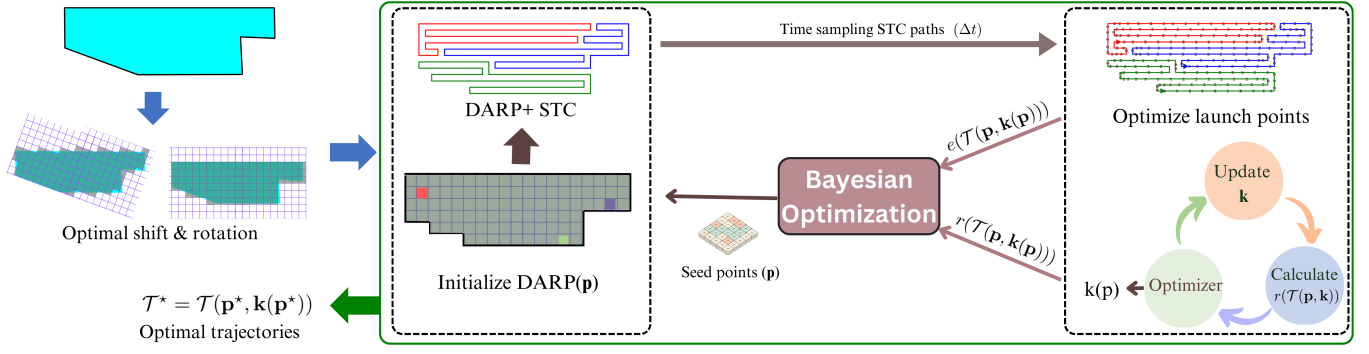 Optimal shift & rotation
𝒯⋆ = 𝒯(p⋆, k(p⋆))
Optimal trajectories
DARP+ STC
Initialize DARP(p)
Time sampling STC paths (Δt)
Seed points (p)
Bayesian
Optimization
e(𝒯(p, k(p)))
r(𝒯(p, k(p)))
Optimize launch points
Update
k
Calculate
r(𝒯(p, k))
Optimizer
k(p)